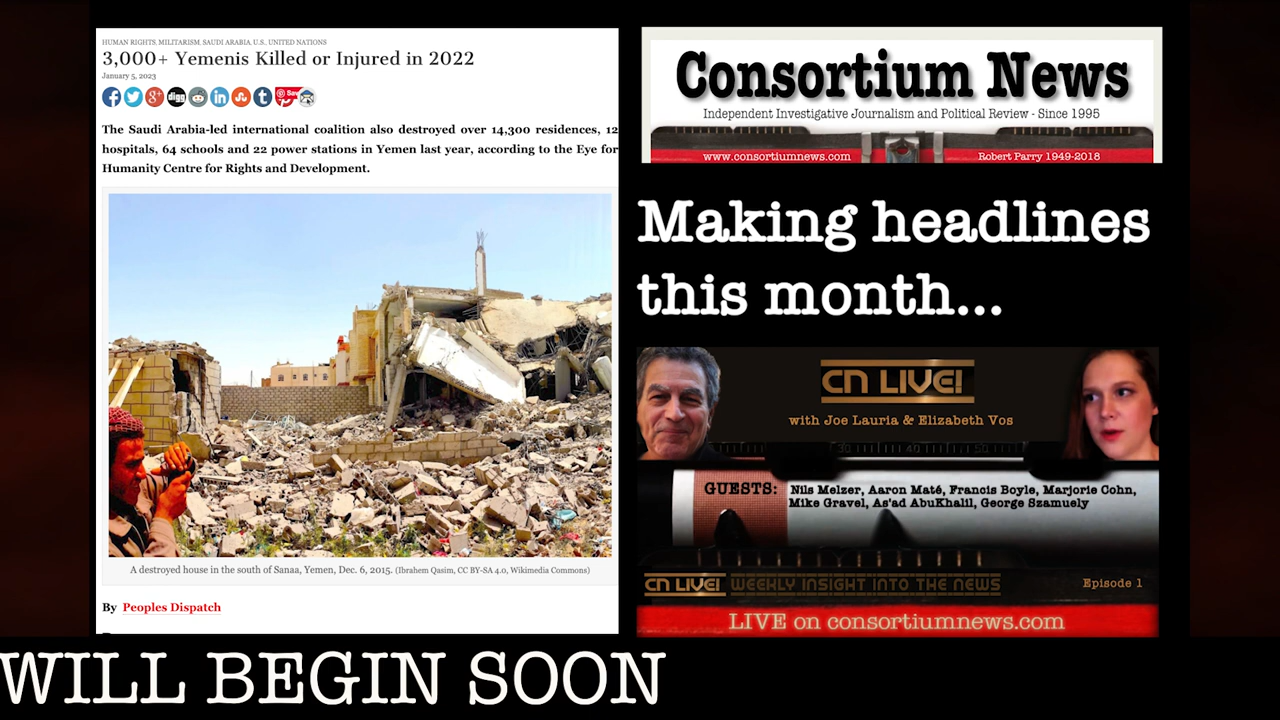 HUMAN RIGHTS, MILITARISM, SAUDI ARABIA, U.S., UNITED NATIONS
3,000+ Yemenis Killed or Injured in 2022
January 5, 2023
digg
Save
The Saudi Arabia-led international coalition also destroyed over 14,300 residences, 12
hospitals, 64 schools and 22 power stations in Yemen last year, according to the Eye for
Humanity Centre for Rights and Development.
A destroyed house in the south of Sanaa, Yemen, Dec. 6, 2015. (Ibrahem Qasim, CC BY-SA 4.0, Wikimedia Commons)
By Peoples Dispatch
Consortium News
Independent Investigative Journalism and Political Review - Since 1995
www.consortiumnews.com
Robert Parry 1949-2018
Making headlines
this month...
CN LIVE!
with Joe Lauria & Elizabeth Vos
30 40 50
GUESTS: Nils Melzer, Aaron Maté, Francis Boyle, Marjorie Cohn,
Mike Gravel, As'ad AbuKhalil, George Szamuely
CN LIVE! WEEKLY INSIGHT INTO THE NEWS
Episode 1
LIVE on consortiumnews.com
WILL BEGIN SOON